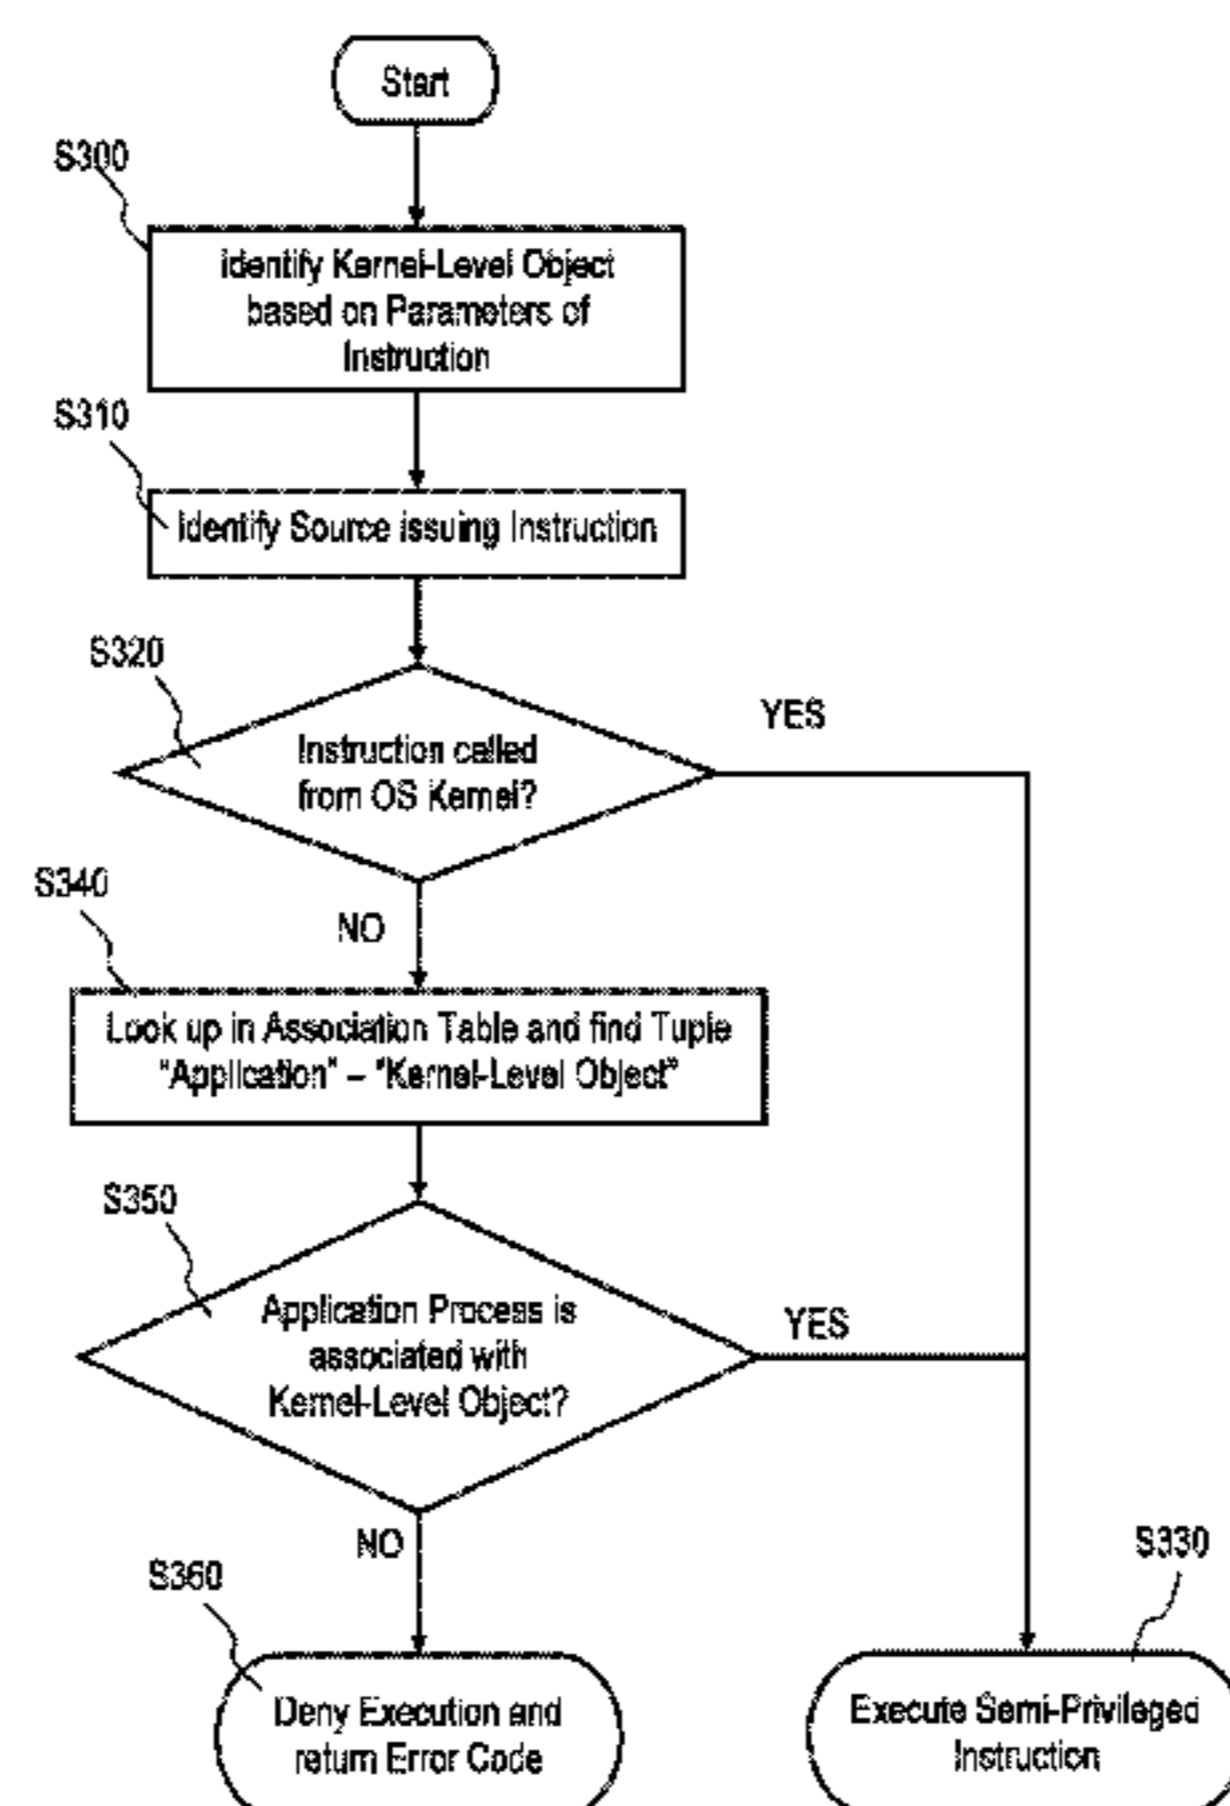 Start
S300
Identify Kernel-Level Object
based on Parameters of
Instruction
S310
Identify Source issuing Instruction
S320
YES
Instruction called
from OS Kernel?
S340
NO
Look up in Association Table and find Tuple
"Application" – "Kernel-Level Object"
S350
YES
Application Process is
associated with
Kernel-Level Object?
NO
S330
S360
Deny Execution and
return Error Code
Execute Semi-Privileged
Instruction